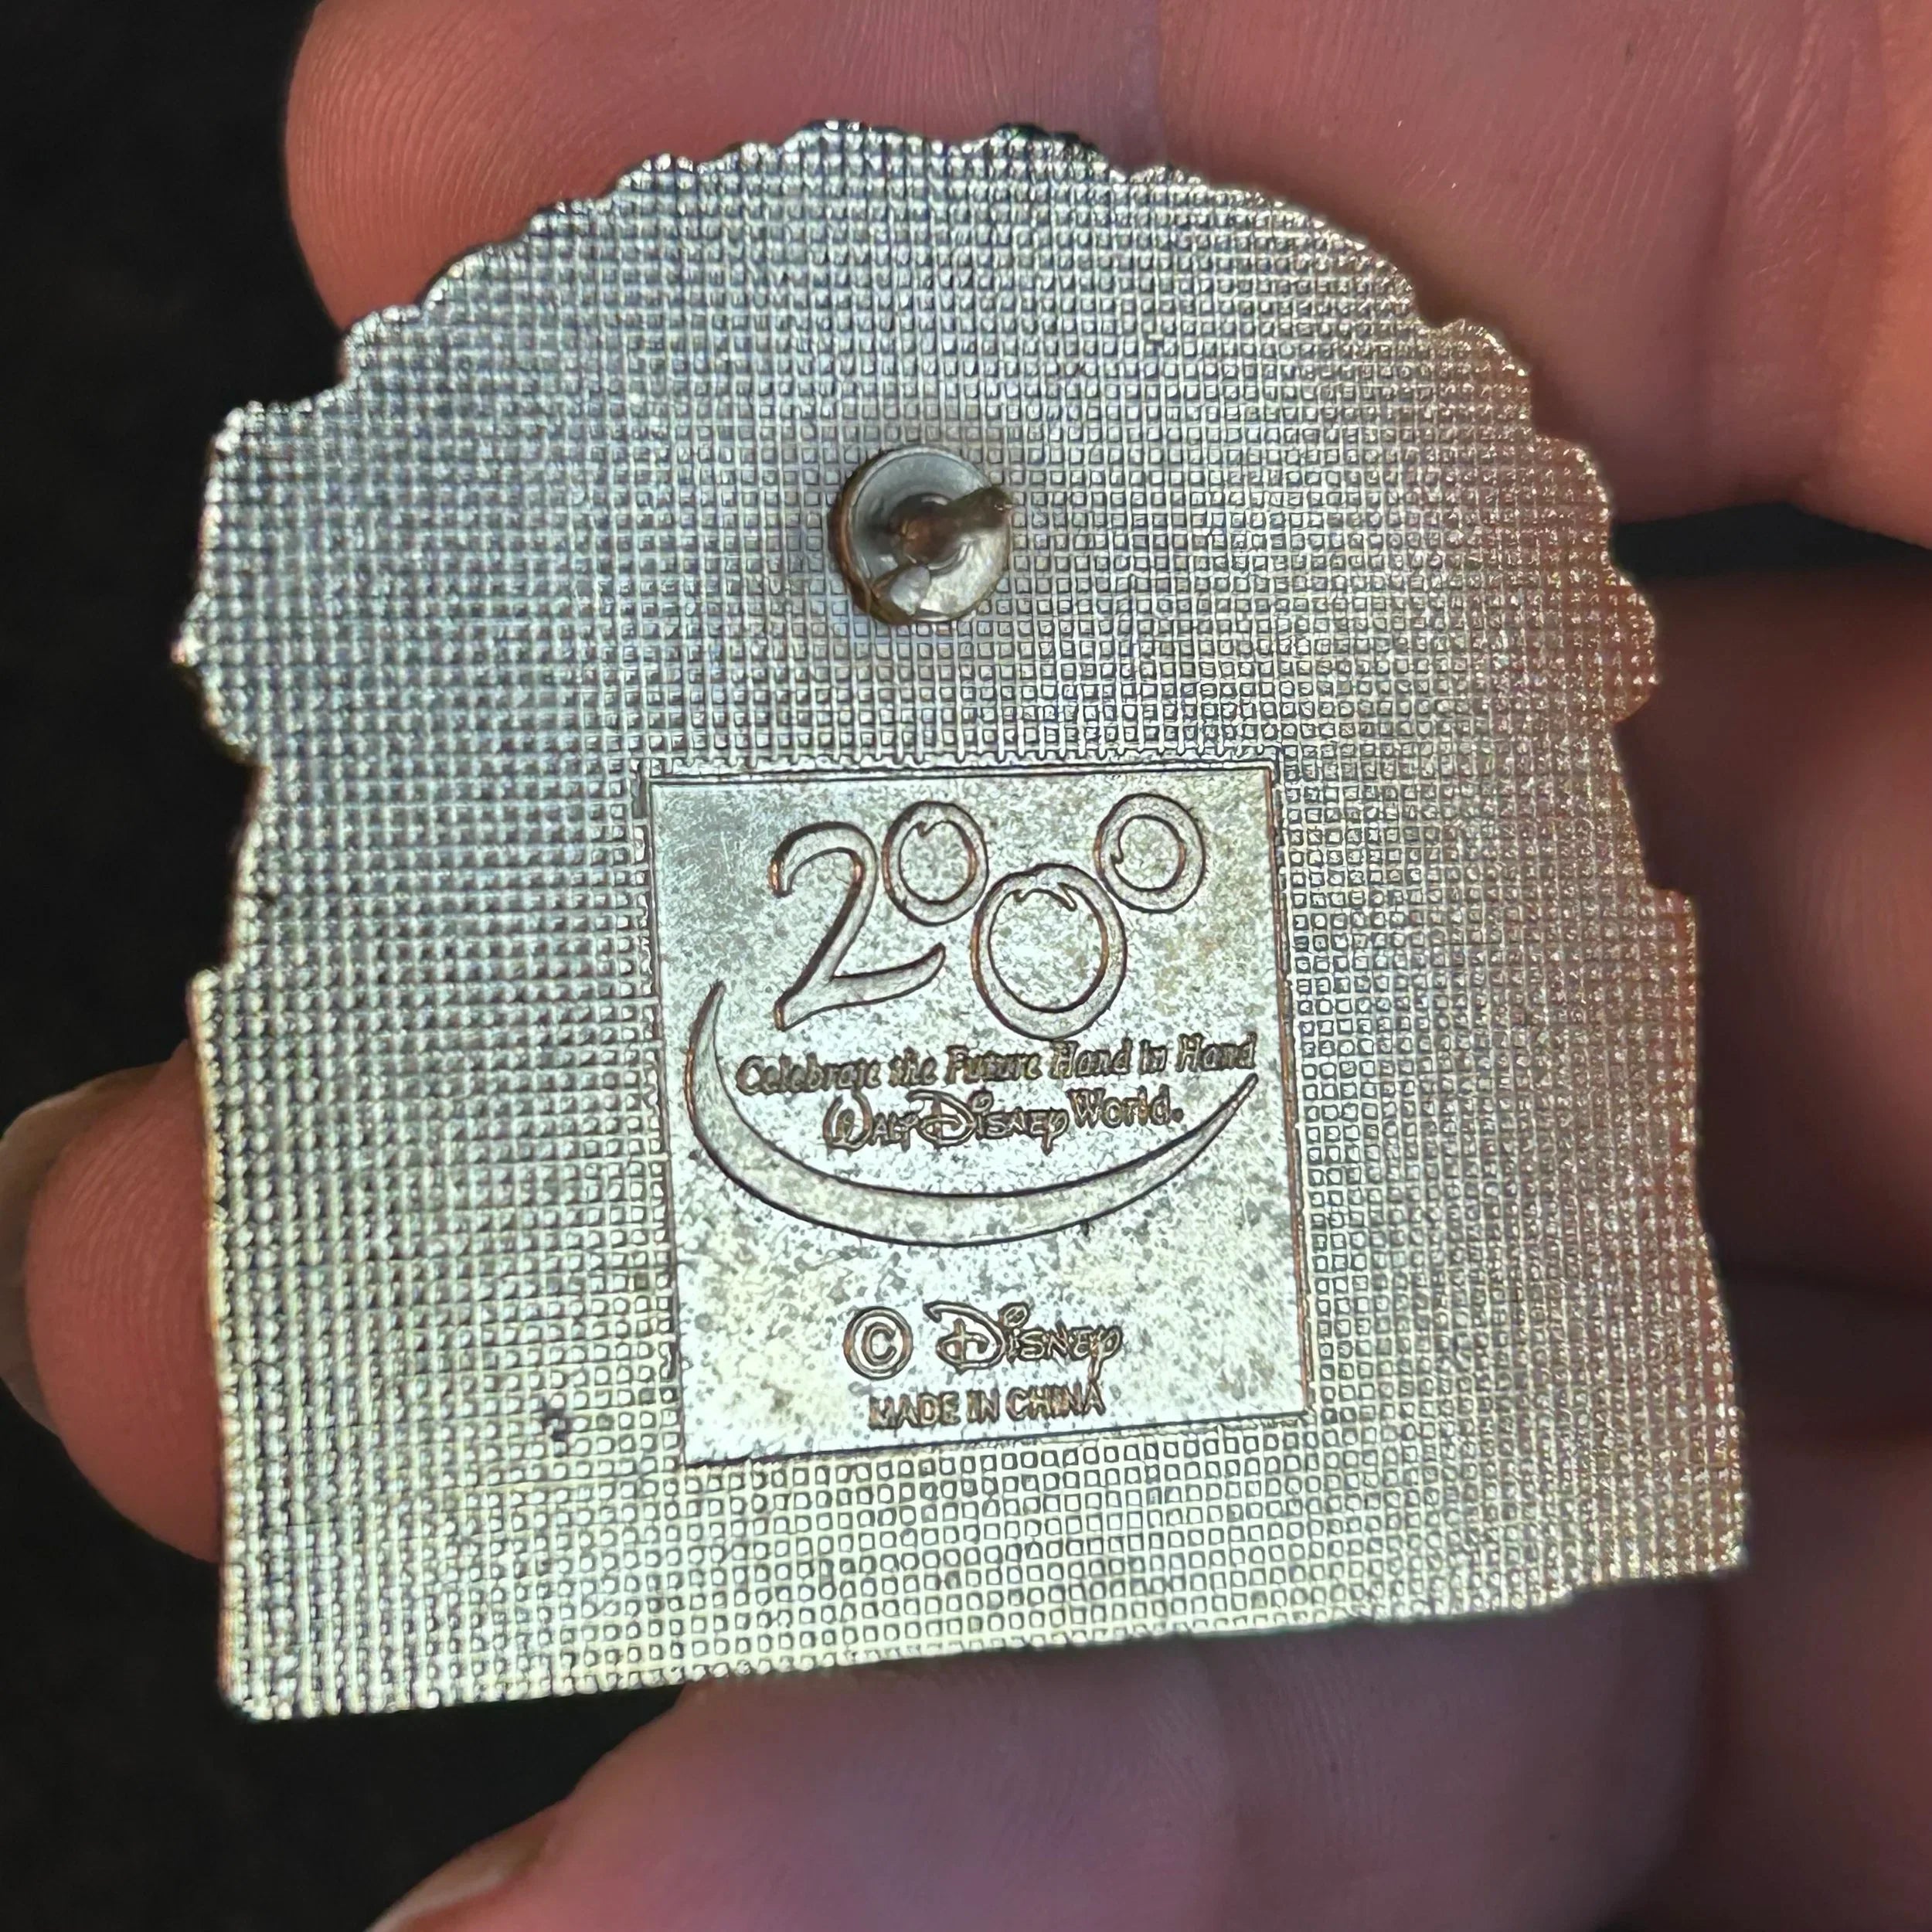 2000
Celebrate the Future Hand in Hand
Walt Disney World.
© Disney
MADE IN CHINA